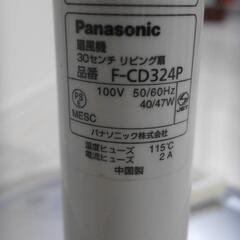 Panasonic
扇風機
30センチ リビング扇
品番 F-CD324P
100V 50/60Hz
40/47W
PS
E
JET
MESC
パナソニック株式会社
温度ヒューズ 115℃
電流ヒューズ 2A
中国製